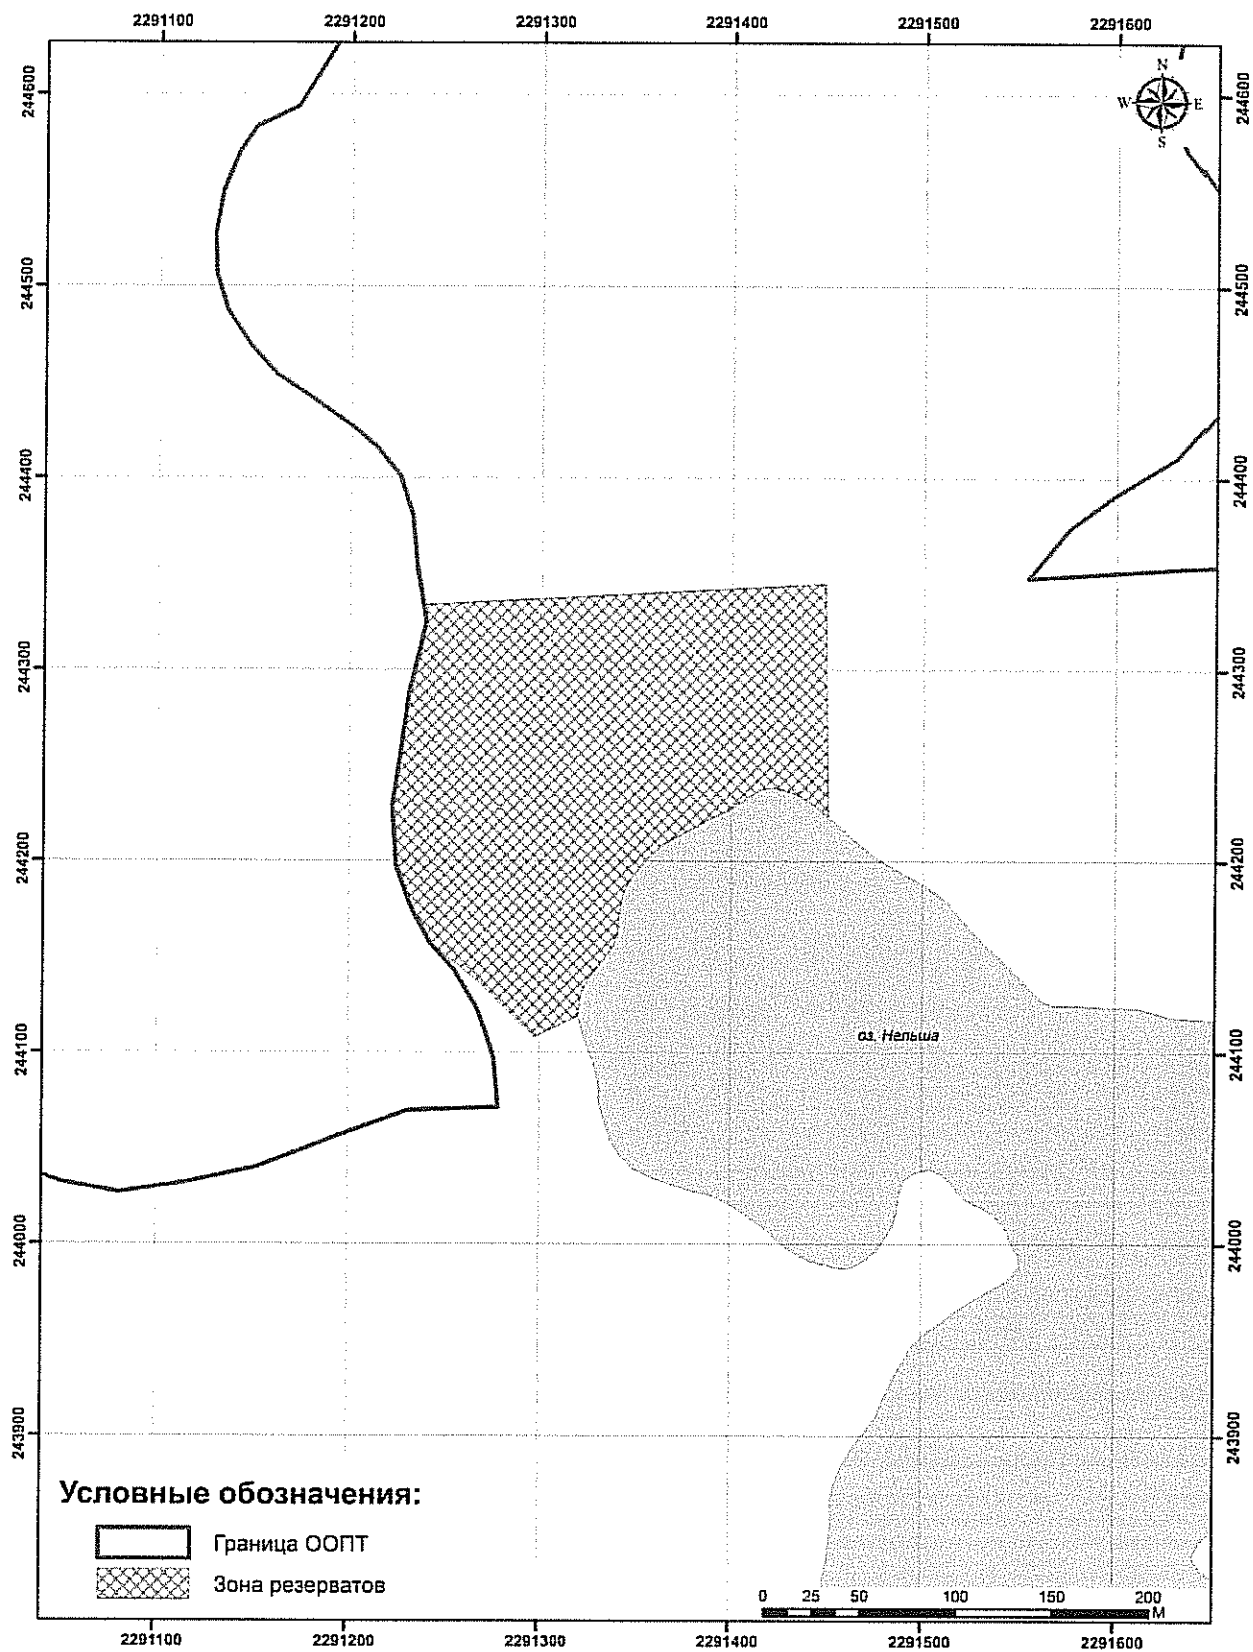 2291100 2291200 2291300 2291400 2291500 2291600
N
W E
S
244600 244600
244500 244500
244400 244400
244300 244300
244200 244200
оз. Нельша
244100 244100
244000 244000
243900 243900
Условные обозначения:
Граница ООПТ
Зона резерватов
0 25 50 100 150 200
М
2291100 2291200 2291300 2291400 2291500 2291600